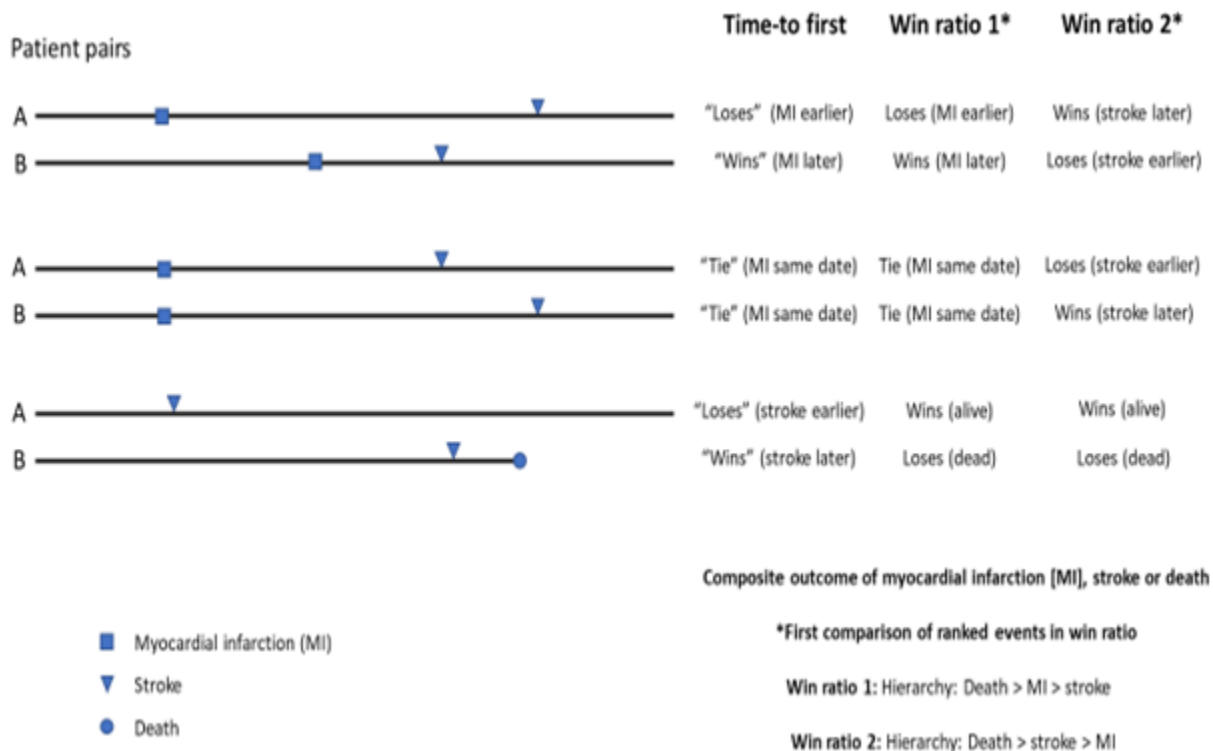 Time-to first Win ratio 1* Win ratio 2*
Patient pairs
A "Loses" (MI earlier) Loses (MI earlier) Wins (stroke later)
B "Wins" (MI later) Wins (MI later) Loses (stroke earlier)
A "Tie" (MI same date) Tie (MI same date) Loses (stroke earlier)
B "Tie" (MI same date) Tie (MI same date) Wins (stroke later)
A "Loses" (stroke earlier) Wins (alive) Wins (alive)
B "Wins" (stroke later) Loses (dead) Loses (dead)
Composite outcome of myocardial infarction [MI], stroke or death
*First comparison of ranked events in win ratio
Win ratio 1: Hierarchy: Death > MI > stroke
Win ratio 2: Hierarchy: Death > stroke > MI
Myocardial infarction (MI)
Stroke
Death